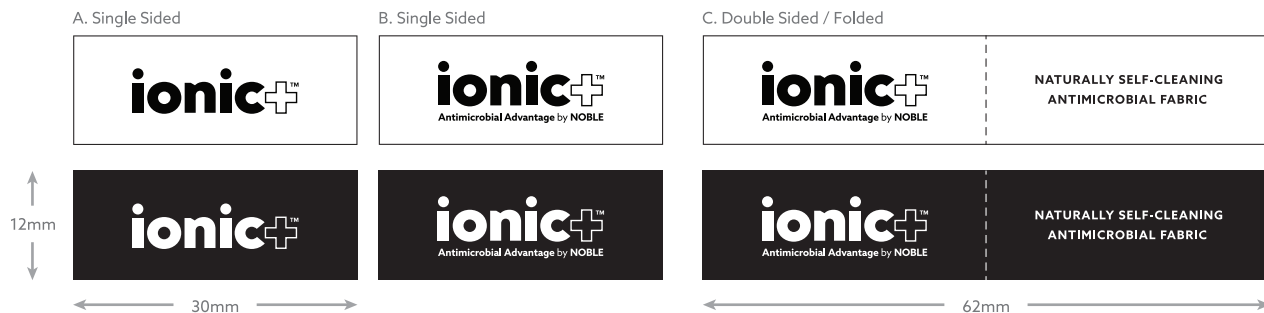 A. Single Sided
B. Single Sided
C. Double Sided / Folded
ionic+™
ionic+™
Antimicrobial Advantage by NOBLE
ionic+™
Antimicrobial Advantage by NOBLE
NATURALLY SELF-CLEANING
ANTIMICROBIAL FABRIC
12mm
ionic+™
ionic+™
Antimicrobial Advantage by NOBLE
ionic+™
Antimicrobial Advantage by NOBLE
NATURALLY SELF-CLEANING
ANTIMICROBIAL FABRIC
30mm
62mm